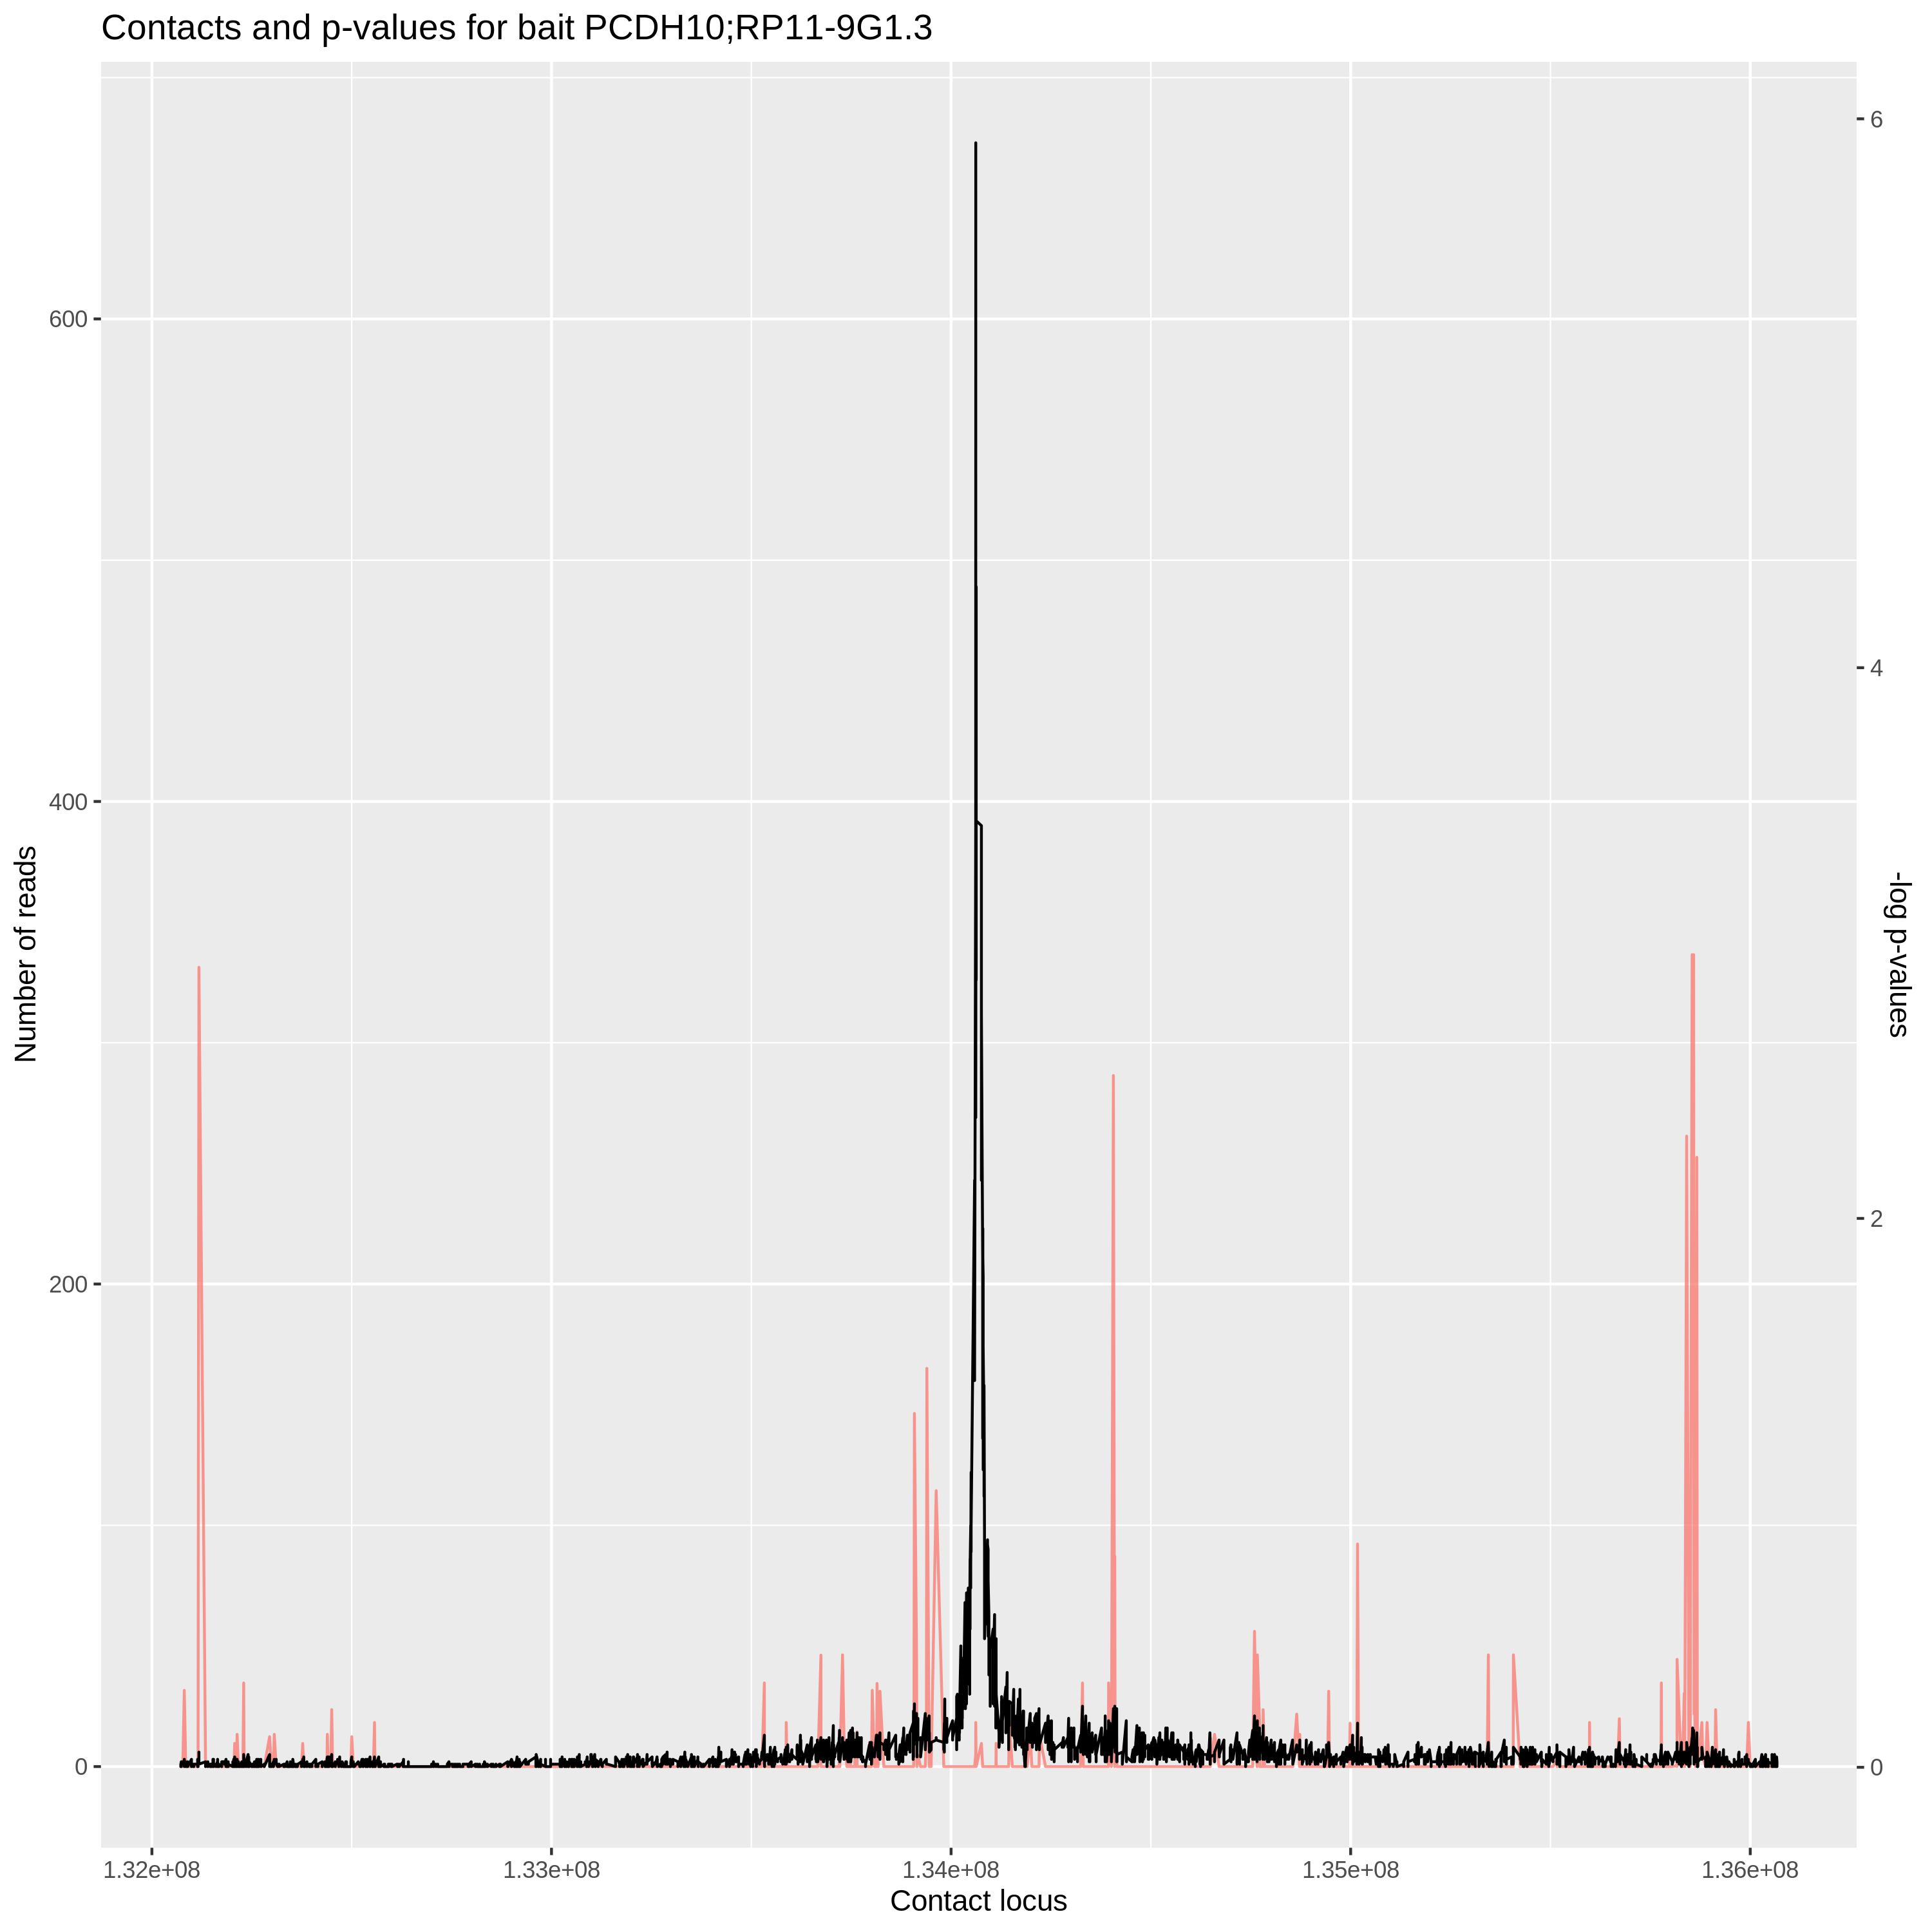 Contacts and p-values for bait PCDH10;RP11-9G1.3
Number of reads
600
400
200
0
6
4
2
0
-log p-values
1.32e+08
1.33e+08
1.34e+08
1.35e+08
1.36e+08
Contact locus